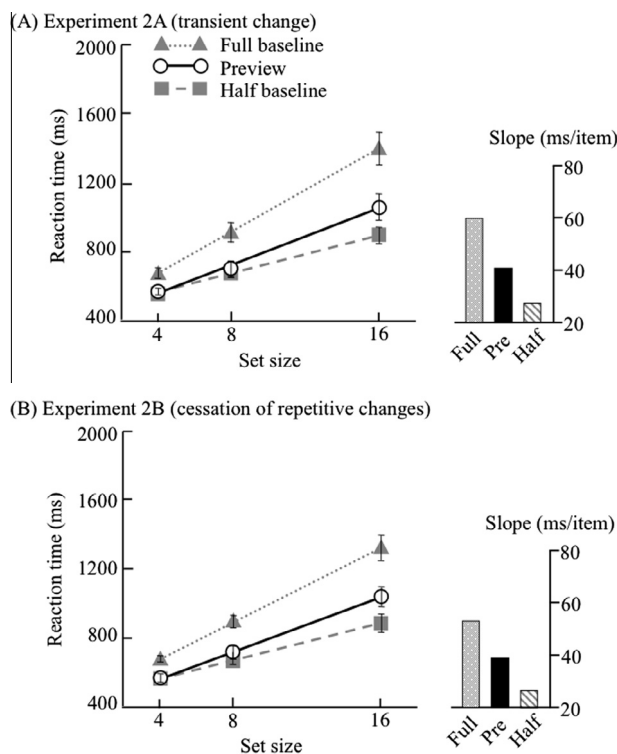 (A) Experiment 2A (transient change)
2000
1600
1200
800
400
Reaction time (ms)
Full baseline
Preview
Half baseline
4
8
16
Set size
Slope (ms/item)
80
60
40
20
Full
Pre
Half
(B) Experiment 2B (cessation of repetitive changes)
2000
1600
1200
800
400
Reaction time (ms)
4
8
16
Set size
Slope (ms/item)
80
60
40
20
Full
Pre
Half